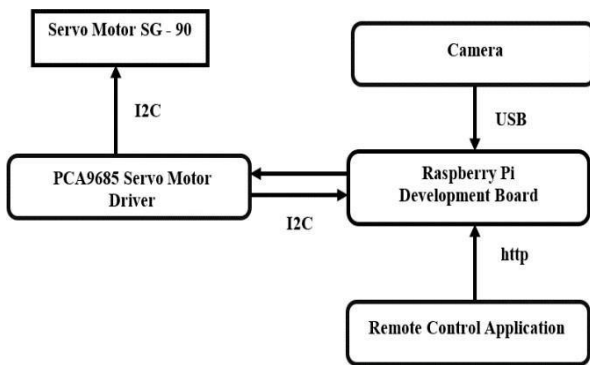 Servo Motor SG - 90
I2C
PCA9685 Servo Motor
Driver
I2C
Camera
USB
Raspberry Pi
Development Board
http
Remote Control Application